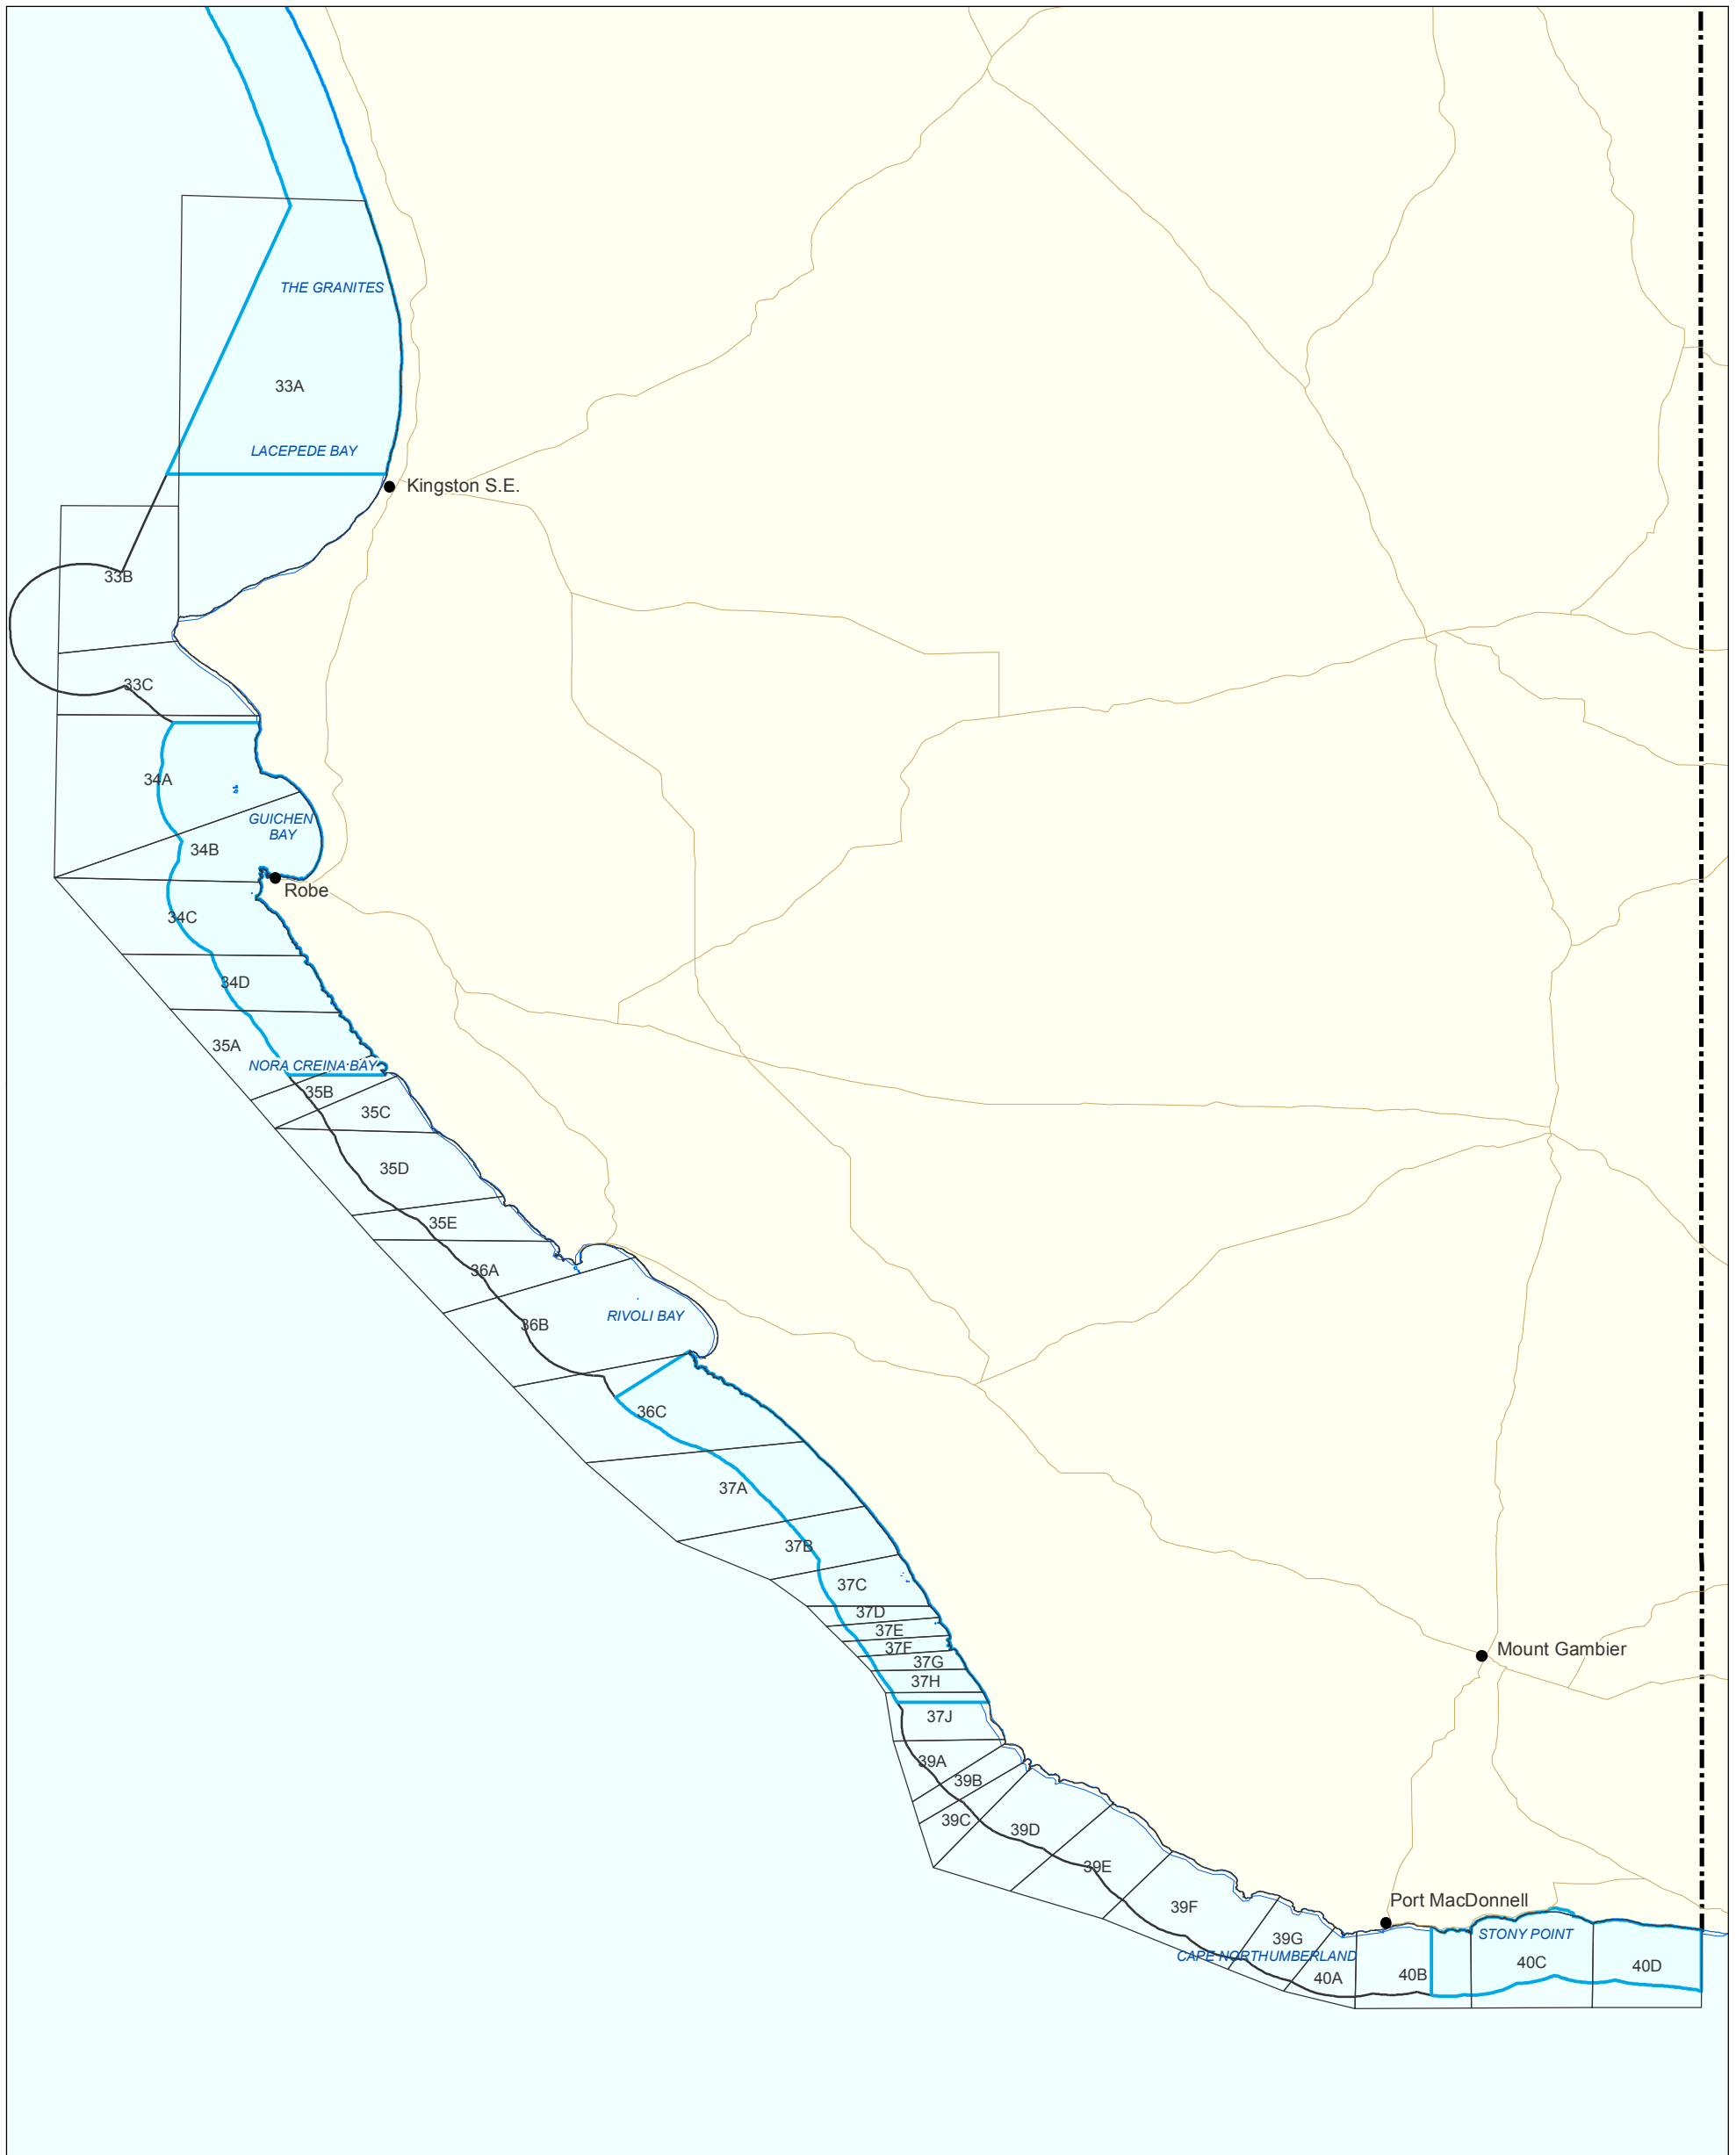 THE GRANITES
33A
LACEPEDE BAY
Kingston S.E.
33B
33C
34A
GUICHEN
BAY
34B
Robe
34C
34D
35A
NORA CREINA BAY
35B
35C
35D
35E
36A
RIVOLI BAY
36B
36C
37A
37B
37C
37D
37E
37F
Mount Gambier
37G
37H
37J
39A
39B
39C
39D
39E
Port MacDonnell
39F
STONY POINT
39G
CAPE NORTHUMBERLAND
40C
40D
40B
40A